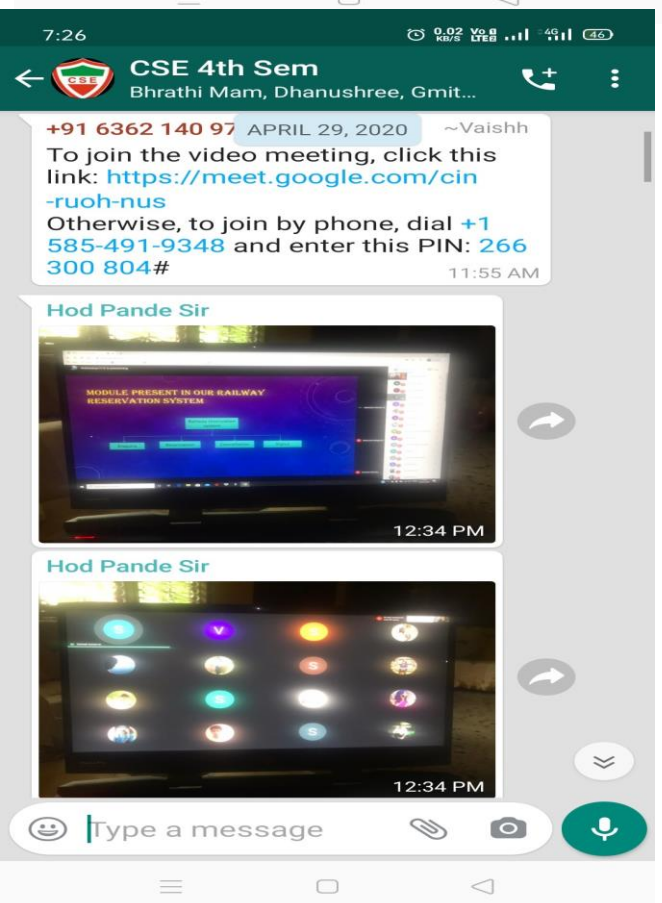 7:26
0.02 KB/S Vo LTE 4G 46
CSE
CSE 4th Sem
Bhrathi Mam, Dhanushree, Gmit...
+91 6362 140 97
APRIL 29, 2020
~Vaishh
To join the video meeting, click this
link: https://meet.google.com/cin
-ruoh-nus
Otherwise, to join by phone, dial +1
585-491-9348 and enter this PIN: 266
300 804#
11:55 AM
Hod Pande Sir
MODULE PRESENT IN OUR RAILWAY
RESERVATION SYSTEM
12:34 PM
Hod Pande Sir
S
V
S
S
S
S
12:34 PM
Type a message